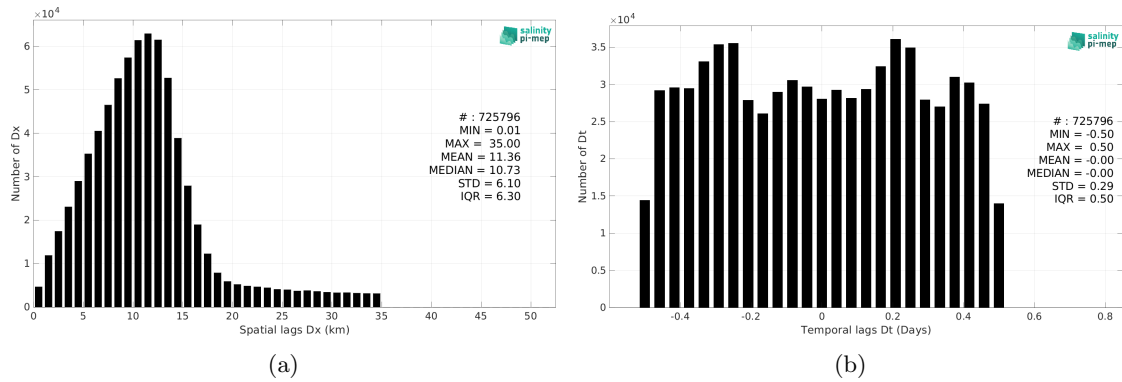 ×10⁴
6
5
4
3
2
1
0
Number of Dx
0 5 10 15 20 25 30 35 40 45 50
Spatial lags Dx (km)
salinity
pi-mep
# : 725796
MIN = 0.01
MAX = 35.00
MEAN = 11.36
MEDIAN = 10.73
STD = 6.10
IQR = 6.30
(a)
×10⁴
3.5
3
2.5
2
1.5
1
0.5
0
Number of Dt
-0.4 -0.2 0 0.2 0.4 0.6 0.8
Temporal lags Dt (Days)
salinity
pi-mep
# : 725796
MIN = -0.50
MAX = 0.50
MEAN = -0.00
MEDIAN = -0.00
STD = 0.29
IQR = 0.50
(b)